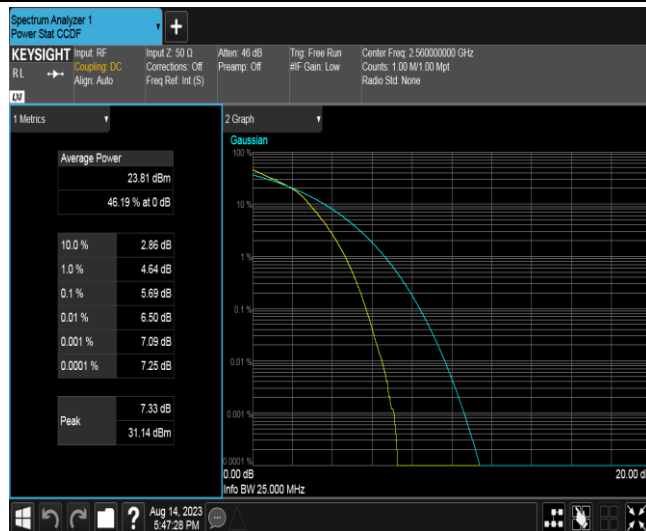 Spectrum Analyzer 1
Power Stat CCDF
KEYSIGHT
RL
Input: RF
Coupling: DC
Align: Auto
Input Z: 50 Ω
Corrections: Off
Freq Ref: Int (S)
Atten: 46 dB
Preamp: Off
Trig: Free Run
#IF Gain: Low
Center Freq: 2.560000000 GHz
Counts: 1.00 M/1.00 Mpt
Radio Std: None
1 Metrics
Average Power
23.81 dBm
46.19 % at 0 dB
10.0 % 2.86 dB
1.0 % 4.64 dB
0.1 % 5.69 dB
0.01 % 6.50 dB
0.001 % 7.09 dB
0.0001 % 7.25 dB
Peak
7.33 dB
31.14 dBm
2 Graph
Gaussian
100 %
10 %
1 %
0.1 %
0.01 %
0.001 %
0.0001 %
0.00 dB
20.00 d
Info BW 25.000 MHz
?
Aug 14, 2023
5:47:28 PM